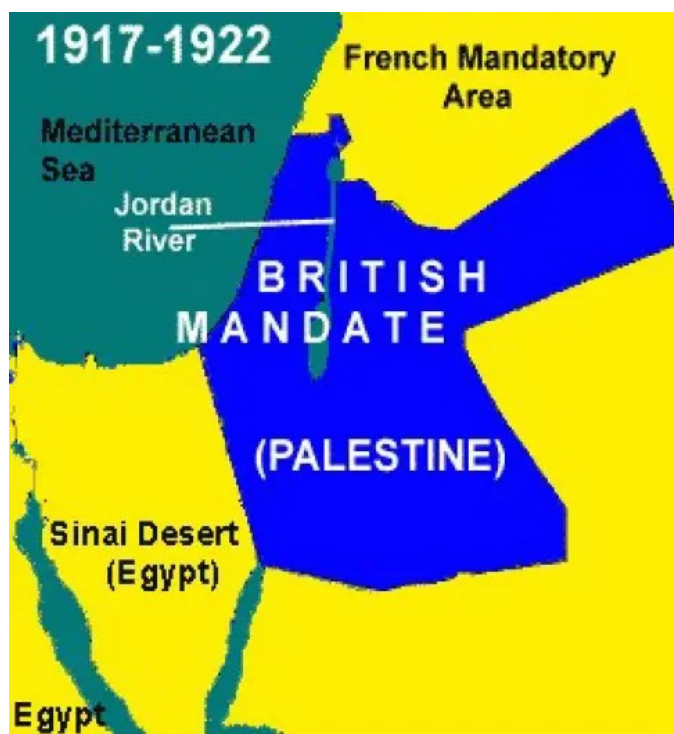 1917-1922
French Mandatory
Area
Mediterranean
Sea
Jordan
River
BRITISH
MANDATE
(PALESTINE)
Sinai Desert
(Egypt)
Egypt